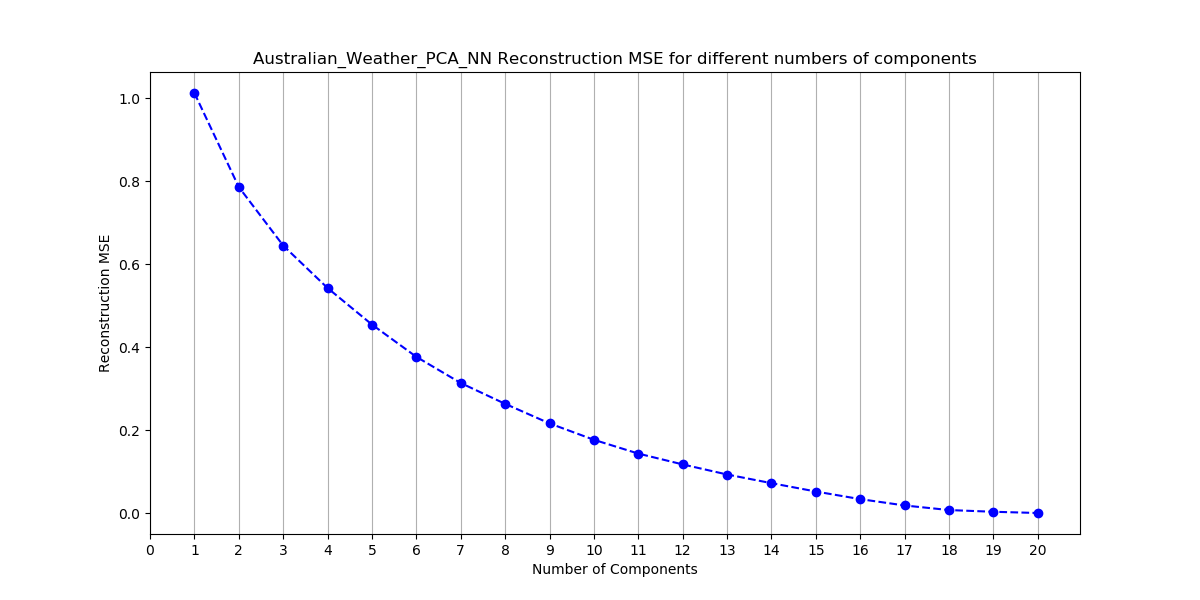 Australian_Weather_PCA_NN Reconstruction MSE for different numbers of components
1.0
0.8
0.6
0.4
0.2
0.0
Reconstruction MSE
0 1 2 3 4 5 6 7 8 9 10 11 12 13 14 15 16 17 18 19 20
Number of Components